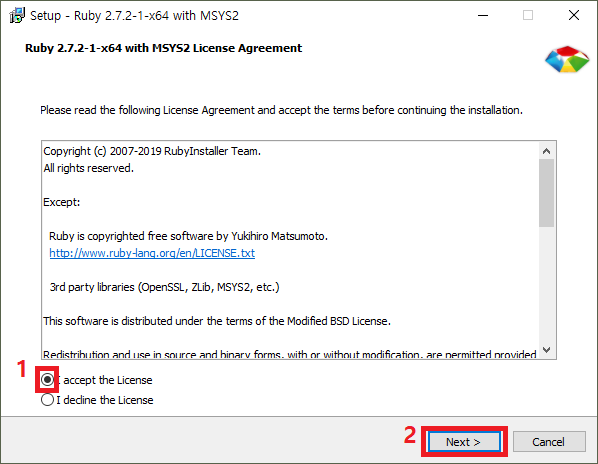 Setup - Ruby 2.7.2-1-x64 with MSYS2
Ruby 2.7.2-1-x64 with MSYS2 License Agreement
Please read the following License Agreement and accept the terms before continuing the installation.
Copyright (c) 2007-2019 RubyInstaller Team.
All rights reserved.
Except:
Ruby is copyrighted free software by Yukihiro Matsumoto.
http://www.ruby-lang.org/en/LICENSE.txt
3rd party libraries (OpenSSL, ZLib, MSYS2, etc.)
This software is distributed under the terms of the Modified BSD License.
Redistribution and use in source and binary forms, with or without modification, are permitted provided
1
I accept the License
I decline the License
2
Next >
Cancel